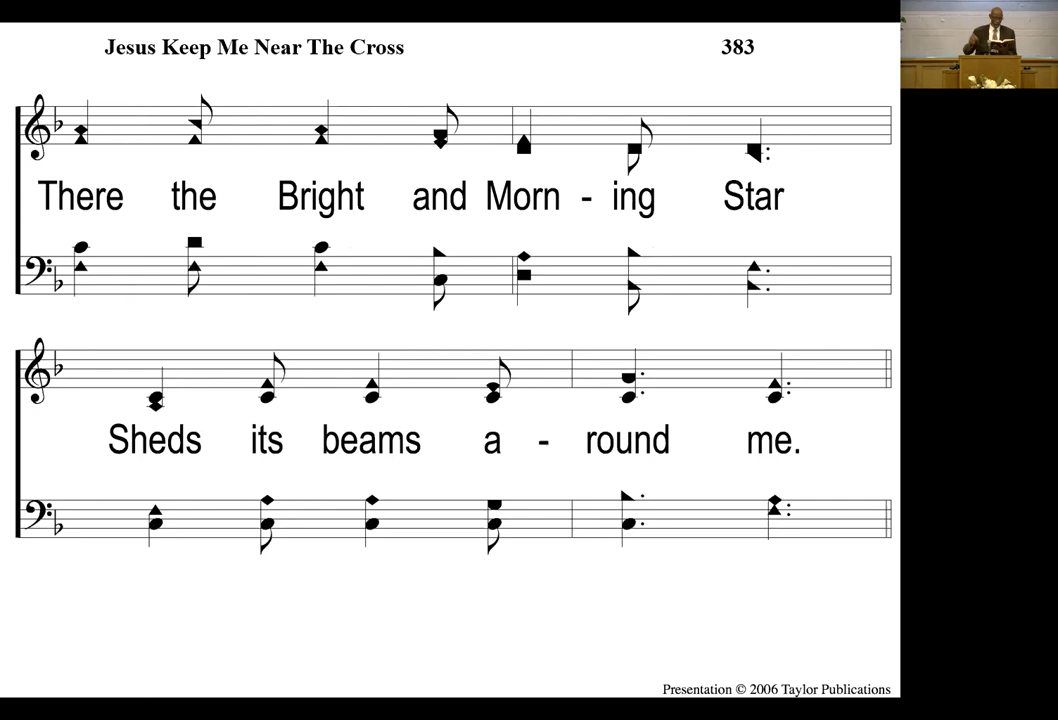 Jesus Keep Me Near The Cross 383
There the Bright and Morn - ing Star
Sheds its beams a - round me.
Presentation © 2006 Taylor Publications